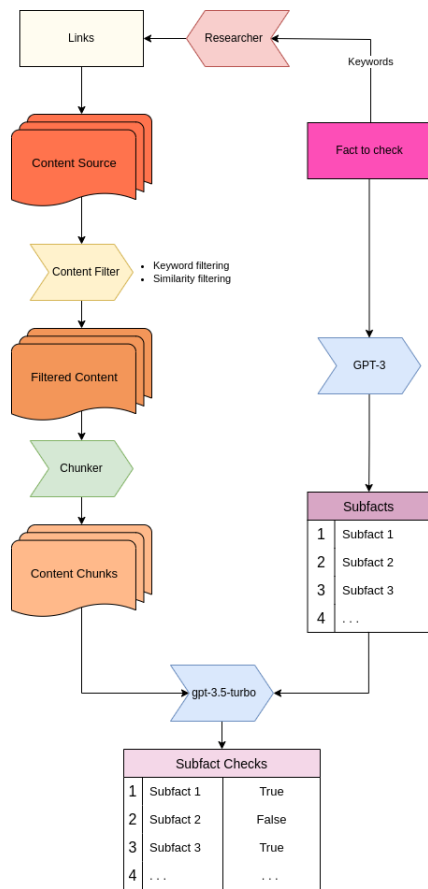 Links
Researcher
Keywords
Content Source
Fact to check
Content Filter
• Keyword filtering
• Similarity filtering
Filtered Content
GPT-3
Chunker
Subfacts
1 Subfact 1
2 Subfact 2
3 Subfact 3
4 . . .
Content Chunks
gpt-3.5-turbo
Subfact Checks
1 Subfact 1 True
2 Subfact 2 False
3 Subfact 3 True
4 . . . . . .